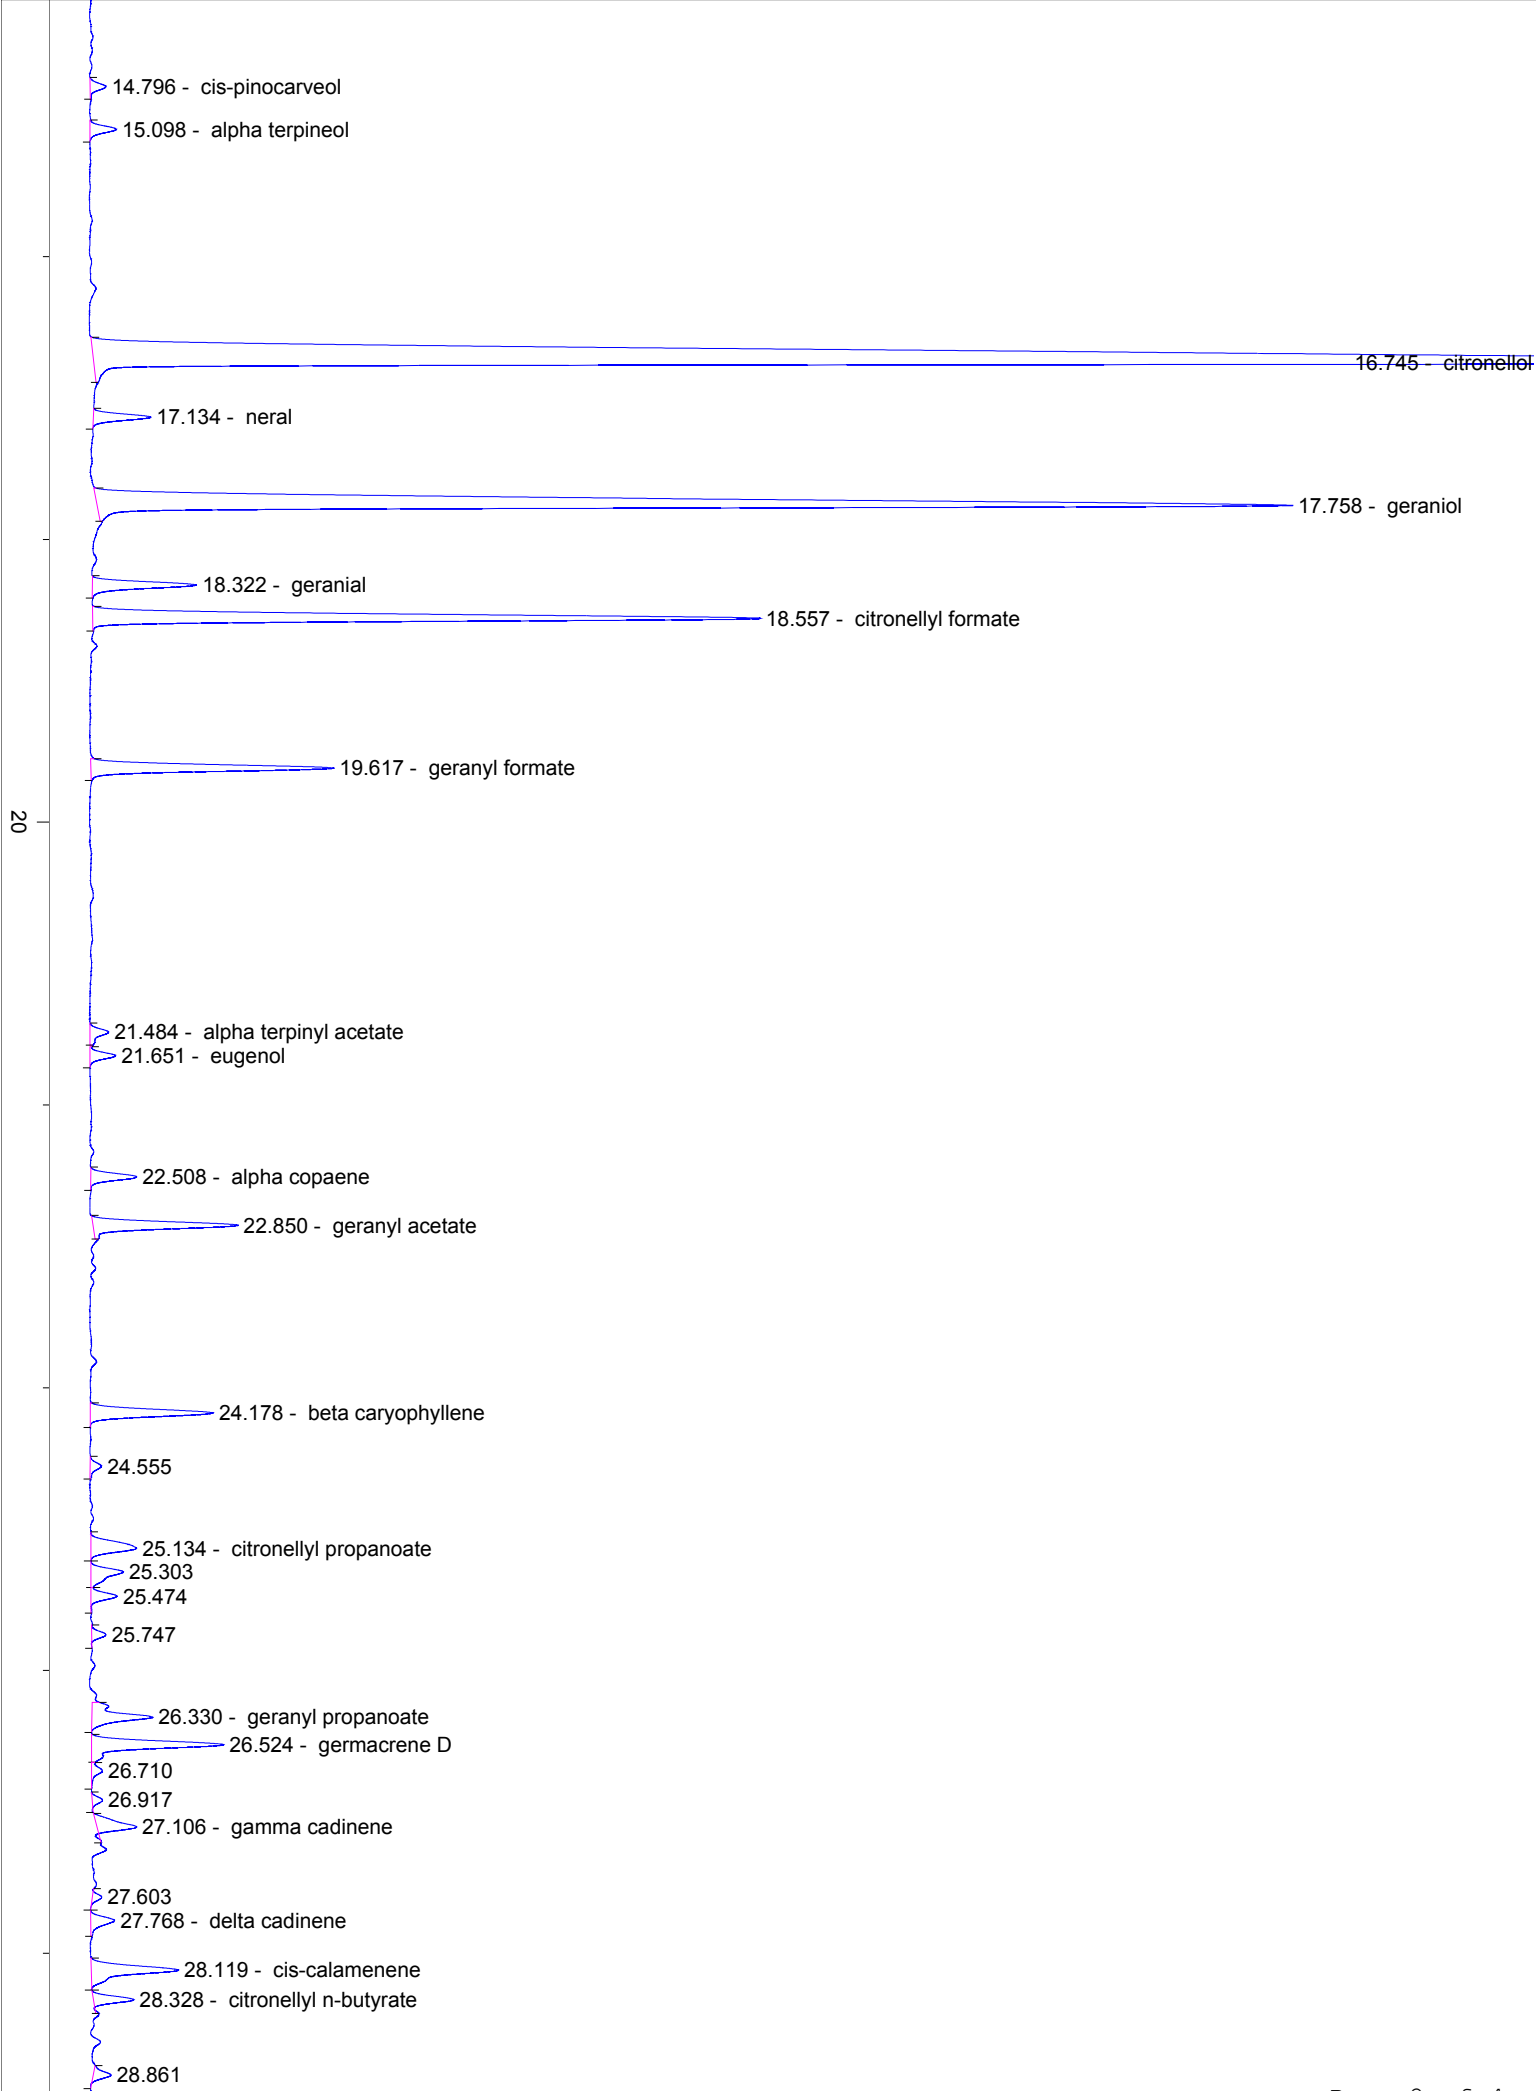 14.796 - cis-pinocarveol
15.098 - alpha terpineol
16.745 - citronellol
17.134 - neral
17.758 - geraniol
18.322 - geranial
18.557 - citronellyl formate
19.617 - geranyl formate
20
21.484 - alpha terpinyl acetate
21.651 - eugenol
22.508 - alpha copaene
22.850 - geranyl acetate
24.178 - beta caryophyllene
24.555
25.134 - citronellyl propanoate
25.303
25.474
25.747
26.330 - geranyl propanoate
26.524 - germacrene D
26.710
26.917
27.106 - gamma cadinene
27.603
27.768 - delta cadinene
28.119 - cis-calamenene
28.328 - citronellyl n-butyrate
28.861